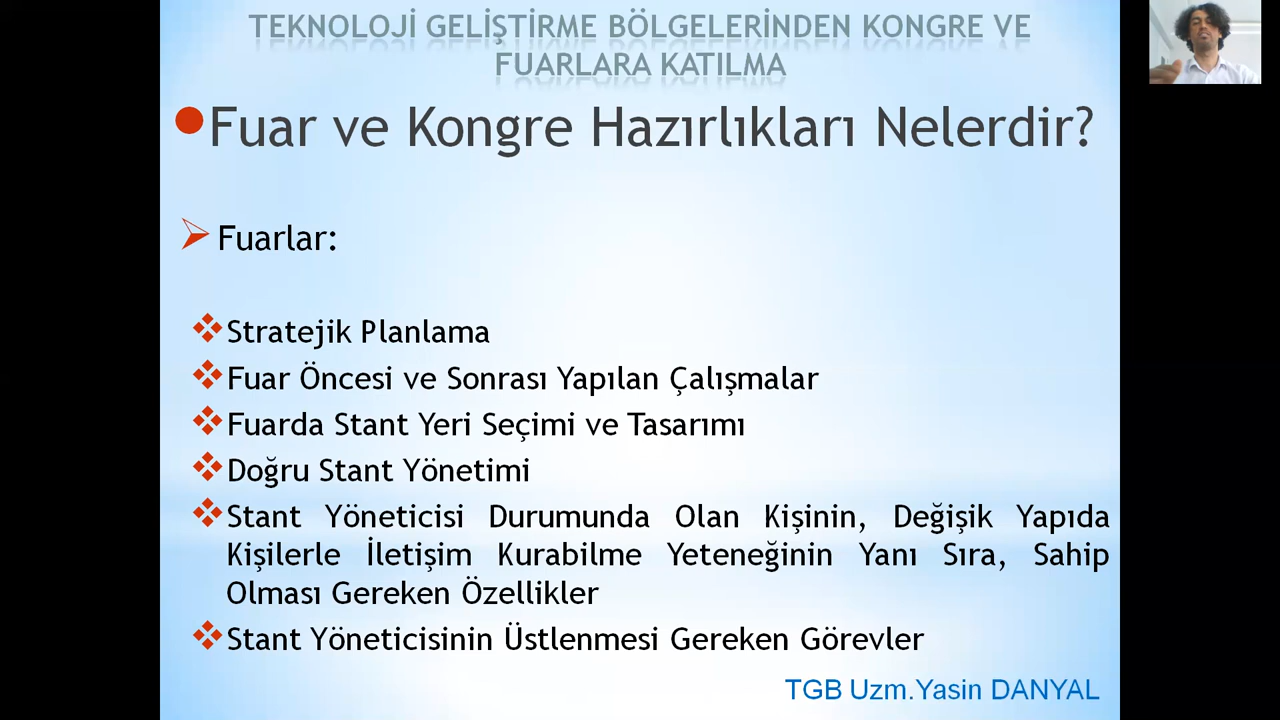 TEKNOLOJİ GELİŞTİRME BÖLGELERİNDEN KONGRE VE
FUARLARA KATILMA
Fuar ve Kongre Hazırlıkları Nelerdir?
Fuarlar:
Stratejik Planlama
Fuar Öncesi ve Sonrası Yapılan Çalışmalar
Fuarda Stant Yeri Seçimi ve Tasarımı
Doğru Stant Yönetimi
Stant Yöneticisi Durumunda Olan Kişinin, Değişik Yapıda
Kişilerle İletişim Kurabilme Yeteneğinin Yanı Sıra, Sahip
Olması Gereken Özellikler
Stant Yöneticisinin Üstlenmesi Gereken Görevler
TGB Uzm.Yasin DANYAL